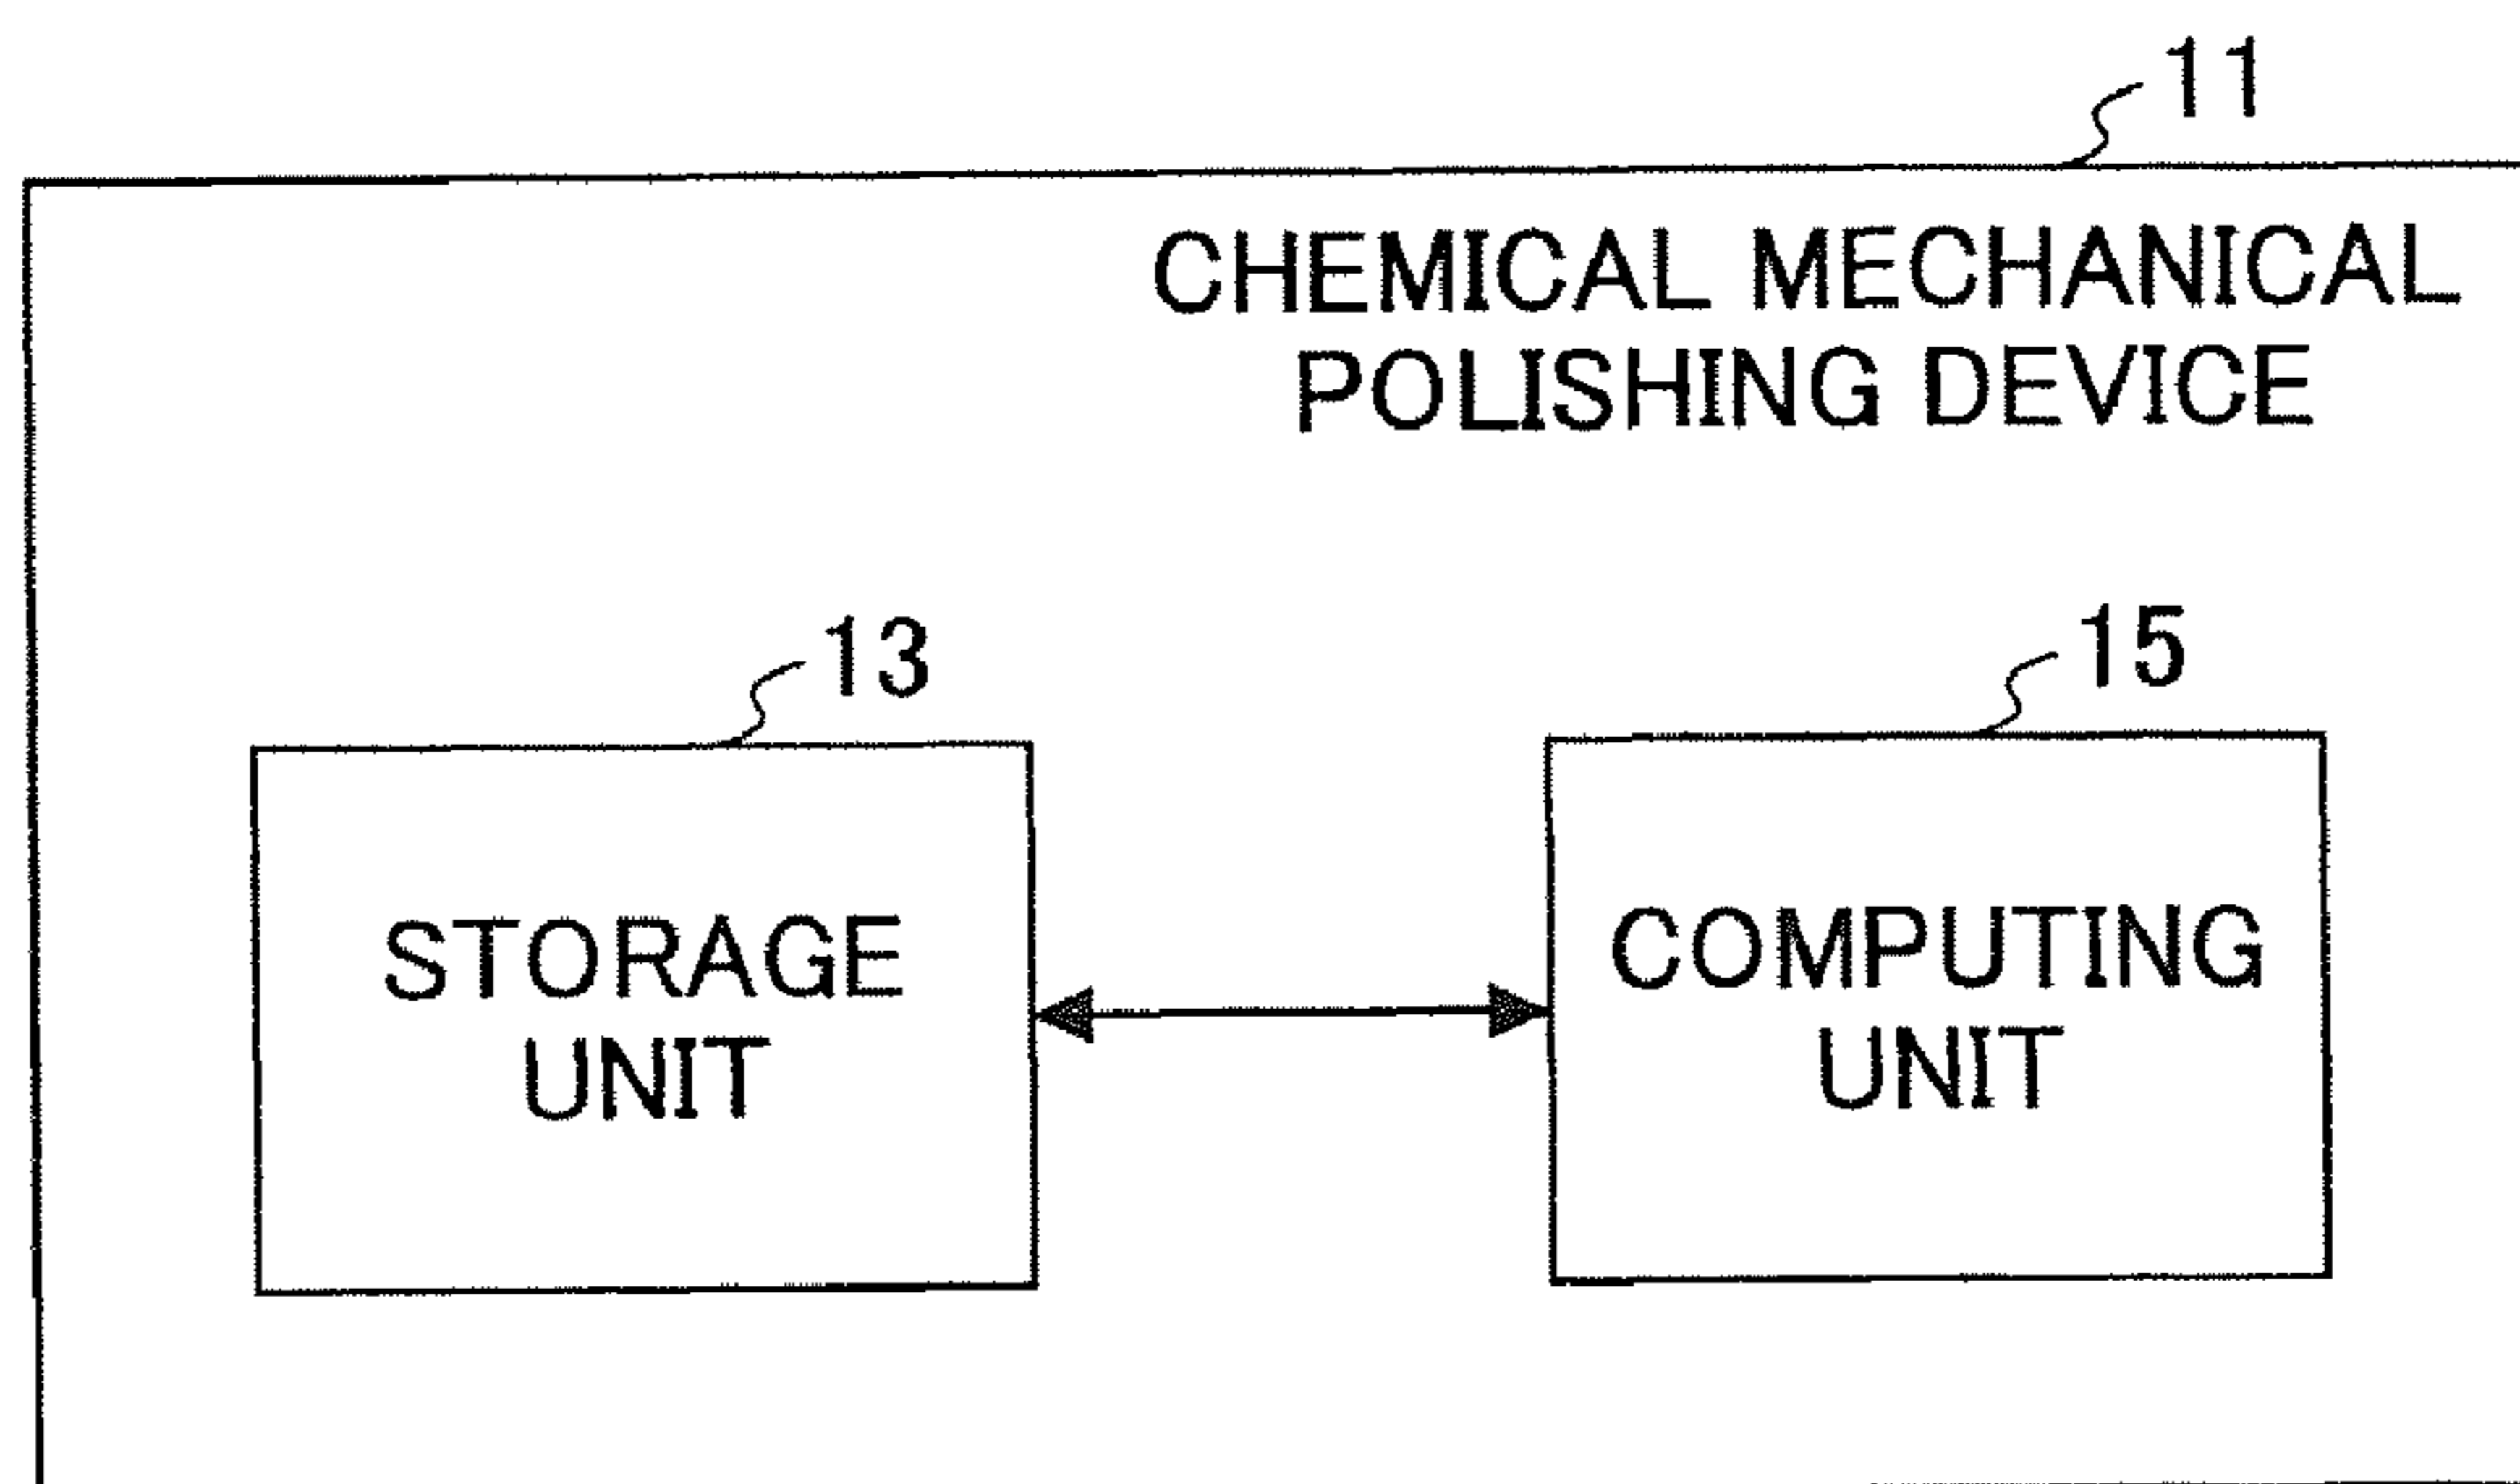 11
CHEMICAL MECHANICAL
POLISHING DEVICE
13
15
STORAGE
UNIT
COMPUTING
UNIT